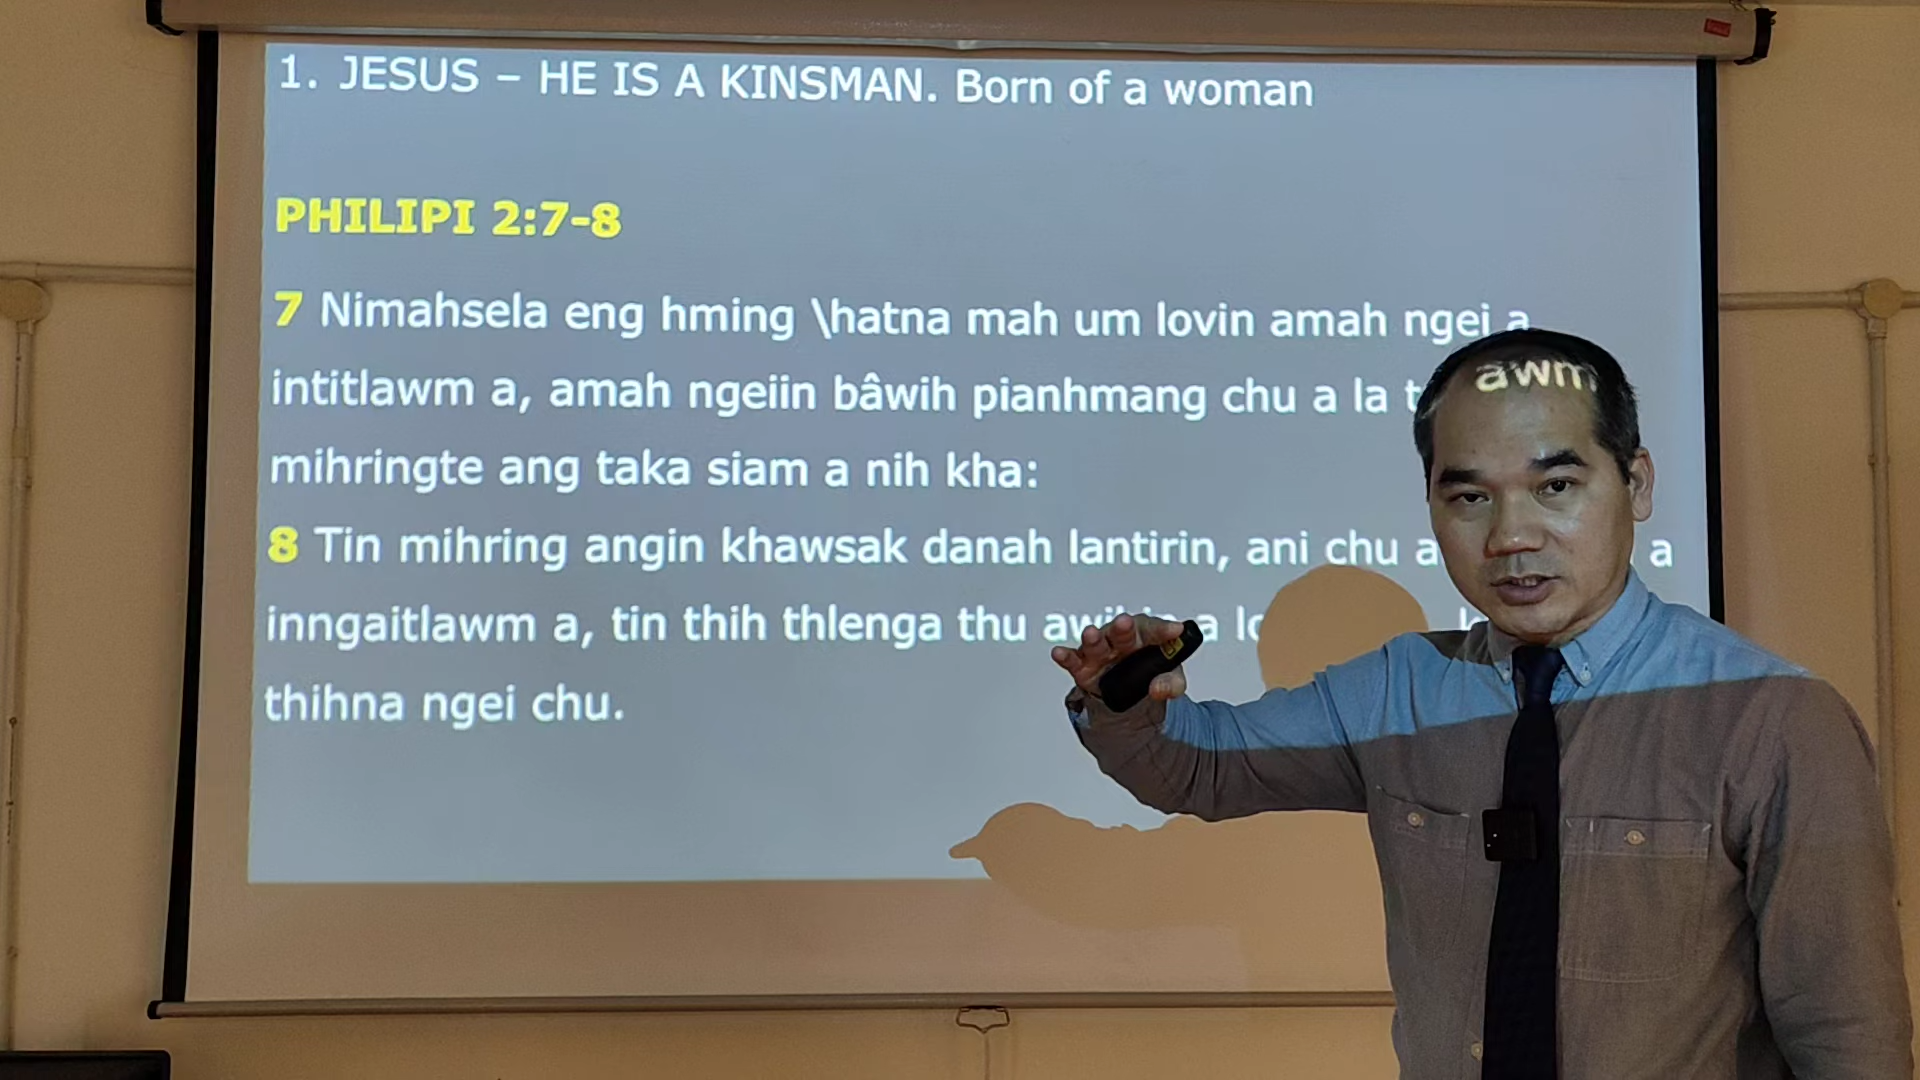 1. JESUS – HE IS A KINSMAN. Born of a woman
PHILIPI 2:7-8
7 Nimahsela eng hming \hatna mah um lovin amah ngei a
intitlawm a, amah ngeiin bâwih pianhmang chu a la awm
mihringte ang taka siam a nih kha:
8 Tin mihring angin khawsak danah lantirin, ani chu a
inngaitlawm a, tin thih thlenga thu a
thihna ngei chu.